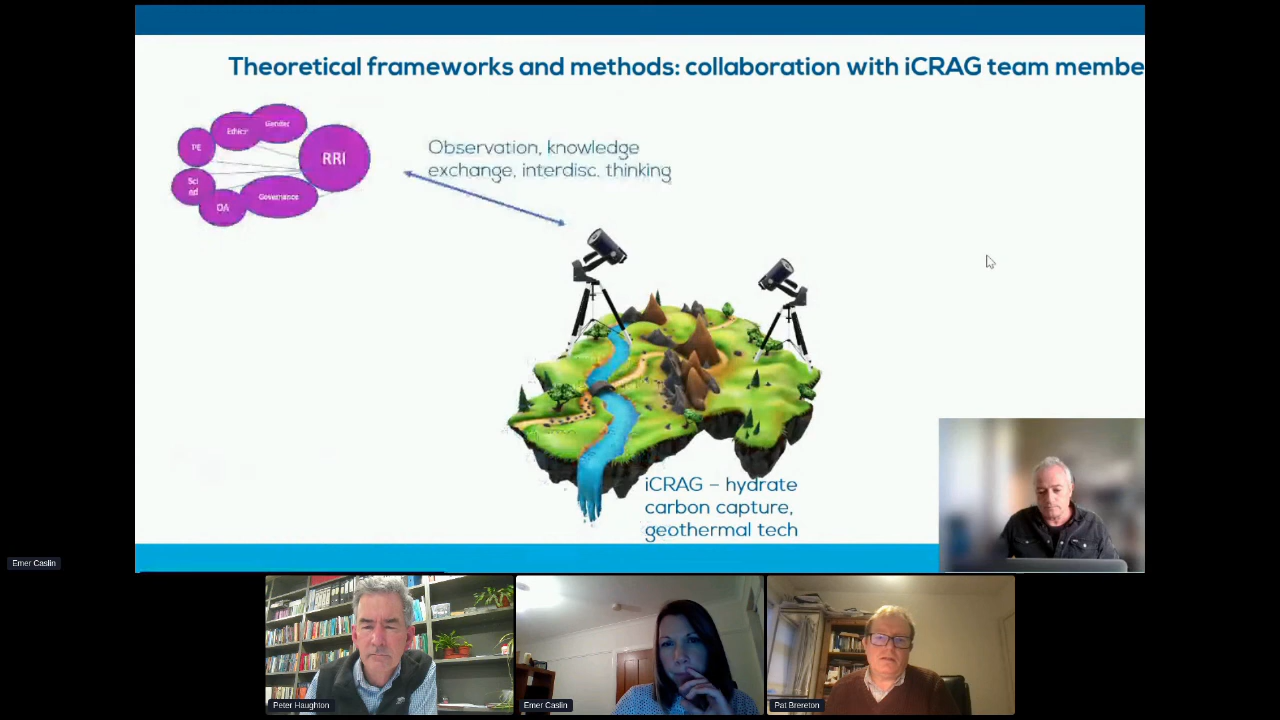 Theoretical frameworks and methods: collaboration with iCRAG team membe
Gender
Ethics
PE
RRI
Sci
ed
Governance
OA
Observation, knowledge
exchange, interdisc. thinking
iCRAG – hydrate
carbon capture,
geothermal tech
Emer Caslin
Peter Haughton
Emer Caslin
Pat Brereton